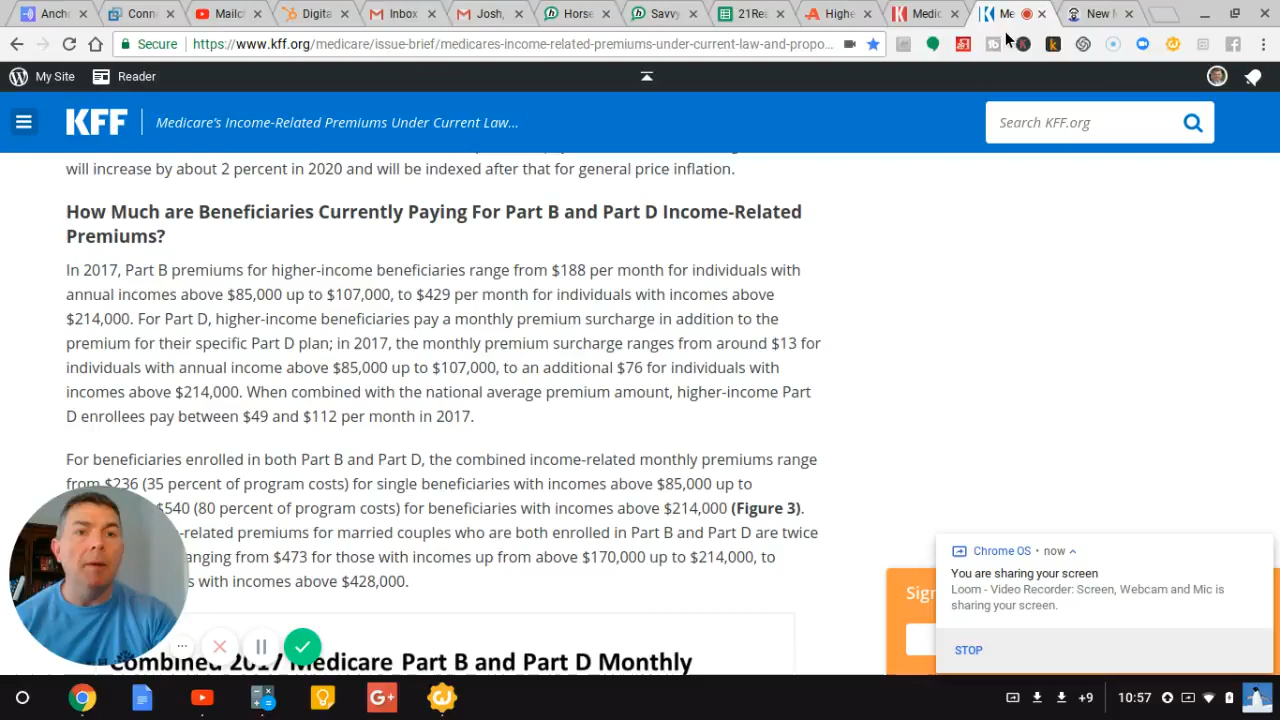 Ancho
Conn
Mailc
Digita
Inbox
Josh,
Horse
Savvy
21Rea
Highe
Medic
Me
New
Secure https://www.kff.org/medicare/issue-brief/medicares-income-related-premiums-under-current-law-and-propo...
My Site Reader
KFF Medicare’s Income-Related Premiums Under Current Law… Search KFF.org
will increase by about 2 percent in 2020 and will be indexed after that for general price inflation.
How Much are Beneficiaries Currently Paying For Part B and Part D Income-Related
Premiums?
In 2017, Part B premiums for higher-income beneficiaries range from $188 per month for individuals with
annual incomes above $85,000 up to $107,000, to $429 per month for individuals with incomes above
$214,000. For Part D, higher-income beneficiaries pay a monthly premium surcharge in addition to the
premium for their specific Part D plan; in 2017, the monthly premium surcharge ranges from around $13 for
individuals with annual income above $85,000 up to $107,000, to an additional $76 for individuals with
incomes above $214,000. When combined with the national average premium amount, higher-income Part
D enrollees pay between $49 and $112 per month in 2017.
For beneficiaries enrolled in both Part B and Part D, the combined income-related monthly premiums range
from $236 (35 percent of program costs) for single beneficiaries with incomes above $85,000 up to
$540 (80 percent of program costs) for beneficiaries with incomes above $214,000 (Figure 3).
-related premiums for married couples who are both enrolled in Part B and Part D are twice
anging from $473 for those with incomes up from above $170,000 up to $214,000, to
s with incomes above $428,000.
Combined 2017 Medicare Part B and Part D Monthly
Sign
Chrome OS • now
You are sharing your screen
Loom - Video Recorder: Screen, Webcam and Mic is
sharing your screen.
STOP
+9 10:57